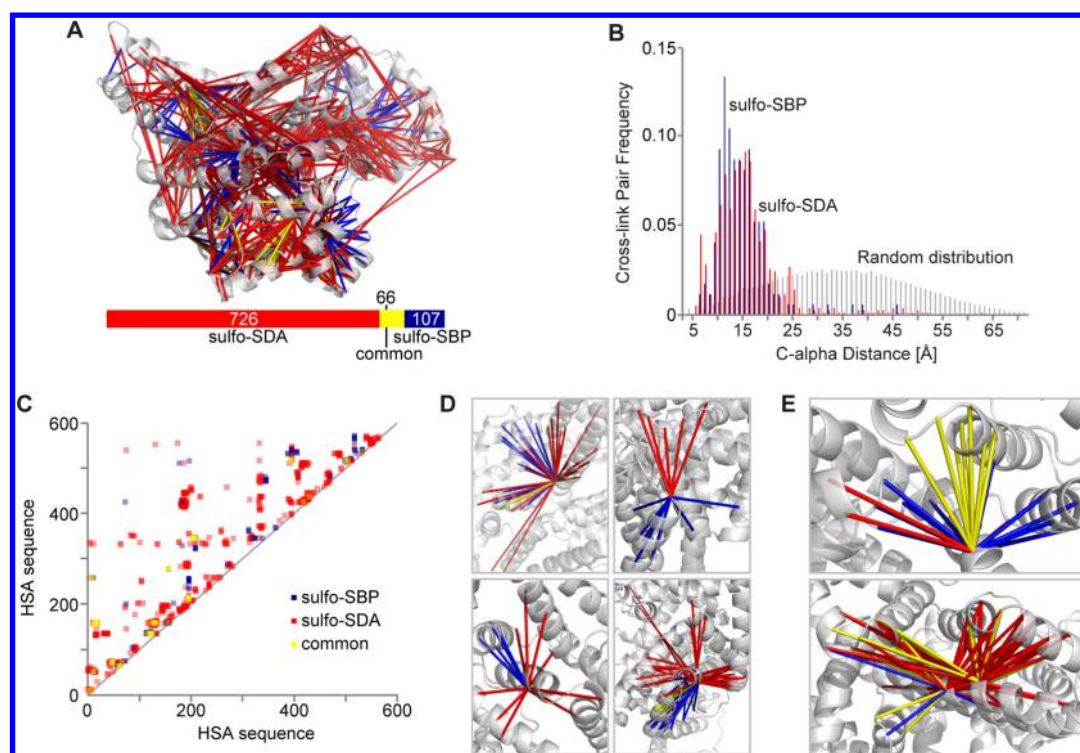 A
66
726
107
sulfo-SDA
sulfo-SBP
common
B
Cross-link Pair Frequency
0.15
0.10
0.05
0
sulfo-SBP
sulfo-SDA
Random distribution
5 15 25 35 45 55 65
C-alpha Distance [Å]
C
HSA sequence
600
400
200
0
sulfo-SBP
sulfo-SDA
common
0 200 400 600
HSA sequence
D
E